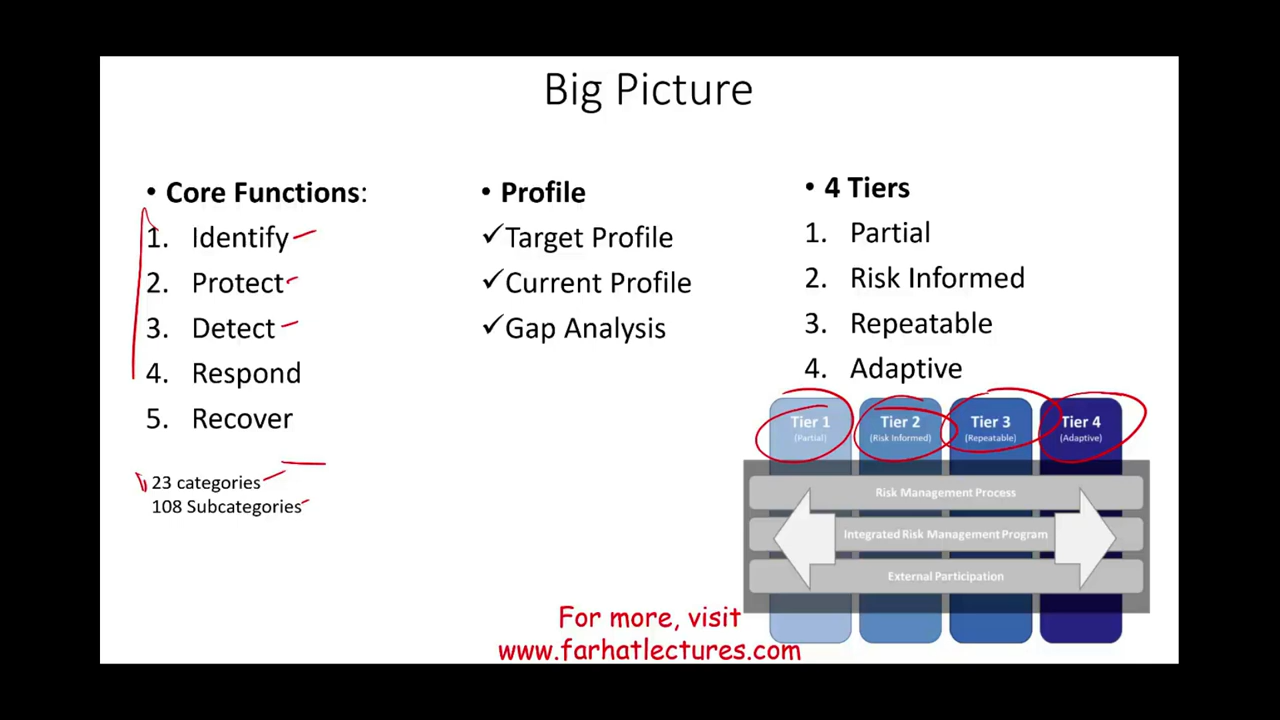 Big Picture
• Core Functions:
1. Identify
2. Protect
3. Detect
4. Respond
5. Recover
23 categories
108 Subcategories
• Profile
✓Target Profile
✓Current Profile
✓Gap Analysis
• 4 Tiers
1. Partial
2. Risk Informed
3. Repeatable
4. Adaptive
Tier 1 Tier 2 Tier 3 Tier 4
(Partial) (Risk Informed) (Repeatable) (Adaptive)
Risk Management Process
Integrated Risk Management Program
External Participation
For more, visit
www.farhatlectures.com